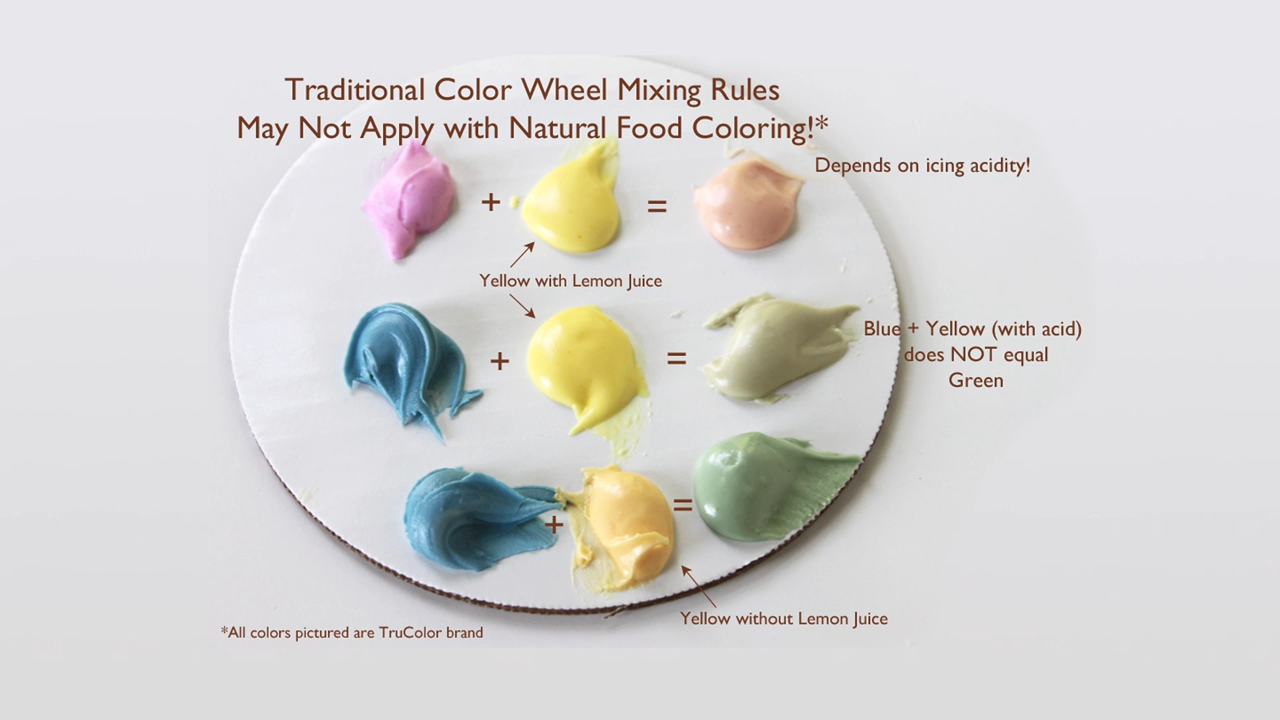 Traditional Color Wheel Mixing Rules
May Not Apply with Natural Food Coloring!*
Depends on icing acidity!
+
=
Yellow with Lemon Juice
+
=
Blue + Yellow (with acid)
does NOT equal
Green
+
=
Yellow without Lemon Juice
*All colors pictured are TruColor brand